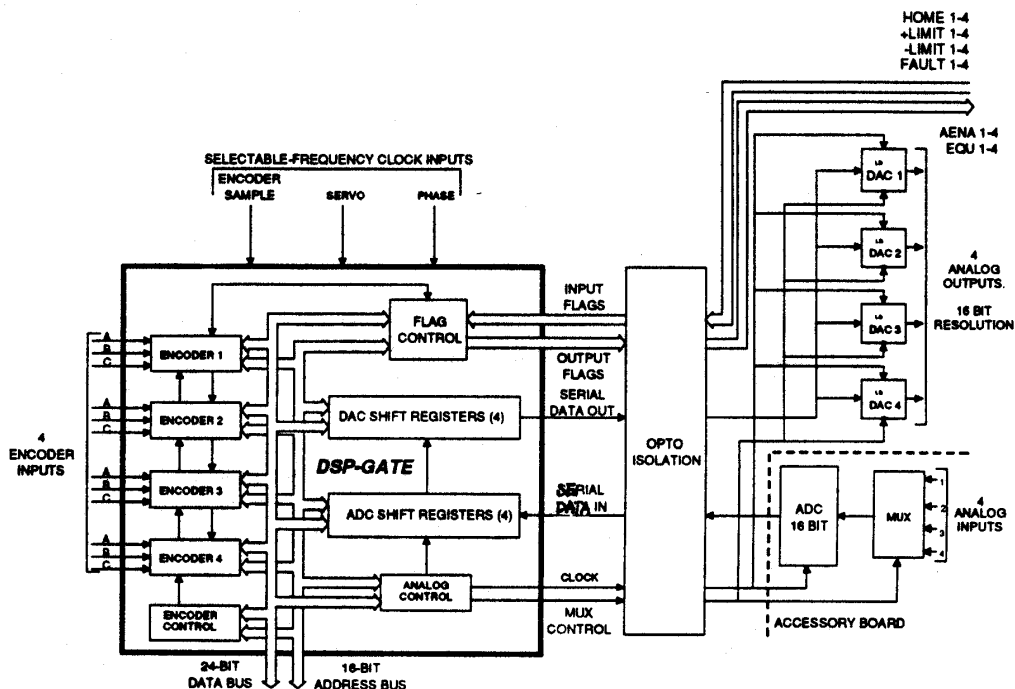 HOME 1-4
+LIMIT 1-4
-LIMIT 1-4
FAULT 1-4
AENA 1-4
EQU 1-4
SELECTABLE-FREQUENCY CLOCK INPUTS
ENCODER
SAMPLE
SERVO
PHASE
LS
DAC 1
LS
DAC 2
LS
DAC 3
LS
DAC 4
4
ANALOG
OUTPUTS.
16 BIT
RESOLUTION
INPUT
FLAGS
FLAG
CONTROL
OUTPUT
FLAGS
A
B
C
ENCODER 1
A
B
C
ENCODER 2
A
B
C
ENCODER 3
A
B
C
ENCODER 4
4
ENCODER
INPUTS
SERIAL
DATA OUT
DAC SHIFT REGISTERS (4)
DSP-GATE
OPTO
ISOLATION
SERIAL
DATA IN
ADC SHIFT REGISTERS (4)
ADC
16 BIT
MUX
1
2
3
4
4
ANALOG
INPUTS
ANALOG
CONTROL
CLOCK
MUX
CONTROL
ENCODER
CONTROL
ACCESSORY BOARD
24-BIT
DATA BUS
16-BIT
ADDRESS BUS